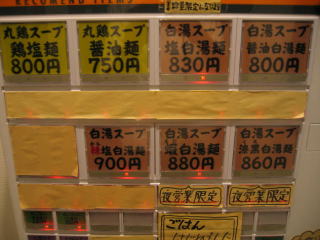 RECOMEND ITEMS
丸鶏スープ
鶏塩麺
800円
丸鶏スープ
醤油麺
750円
白湯スープ
塩白湯麺
830円
白湯スープ
醤油白湯麺
800円
白湯スープ
塩白湯麺
900円
白湯スープ
白湯麺
880円
白湯スープ
黒白湯麺
860円
夜営業限定
夜営業限定
ごはん